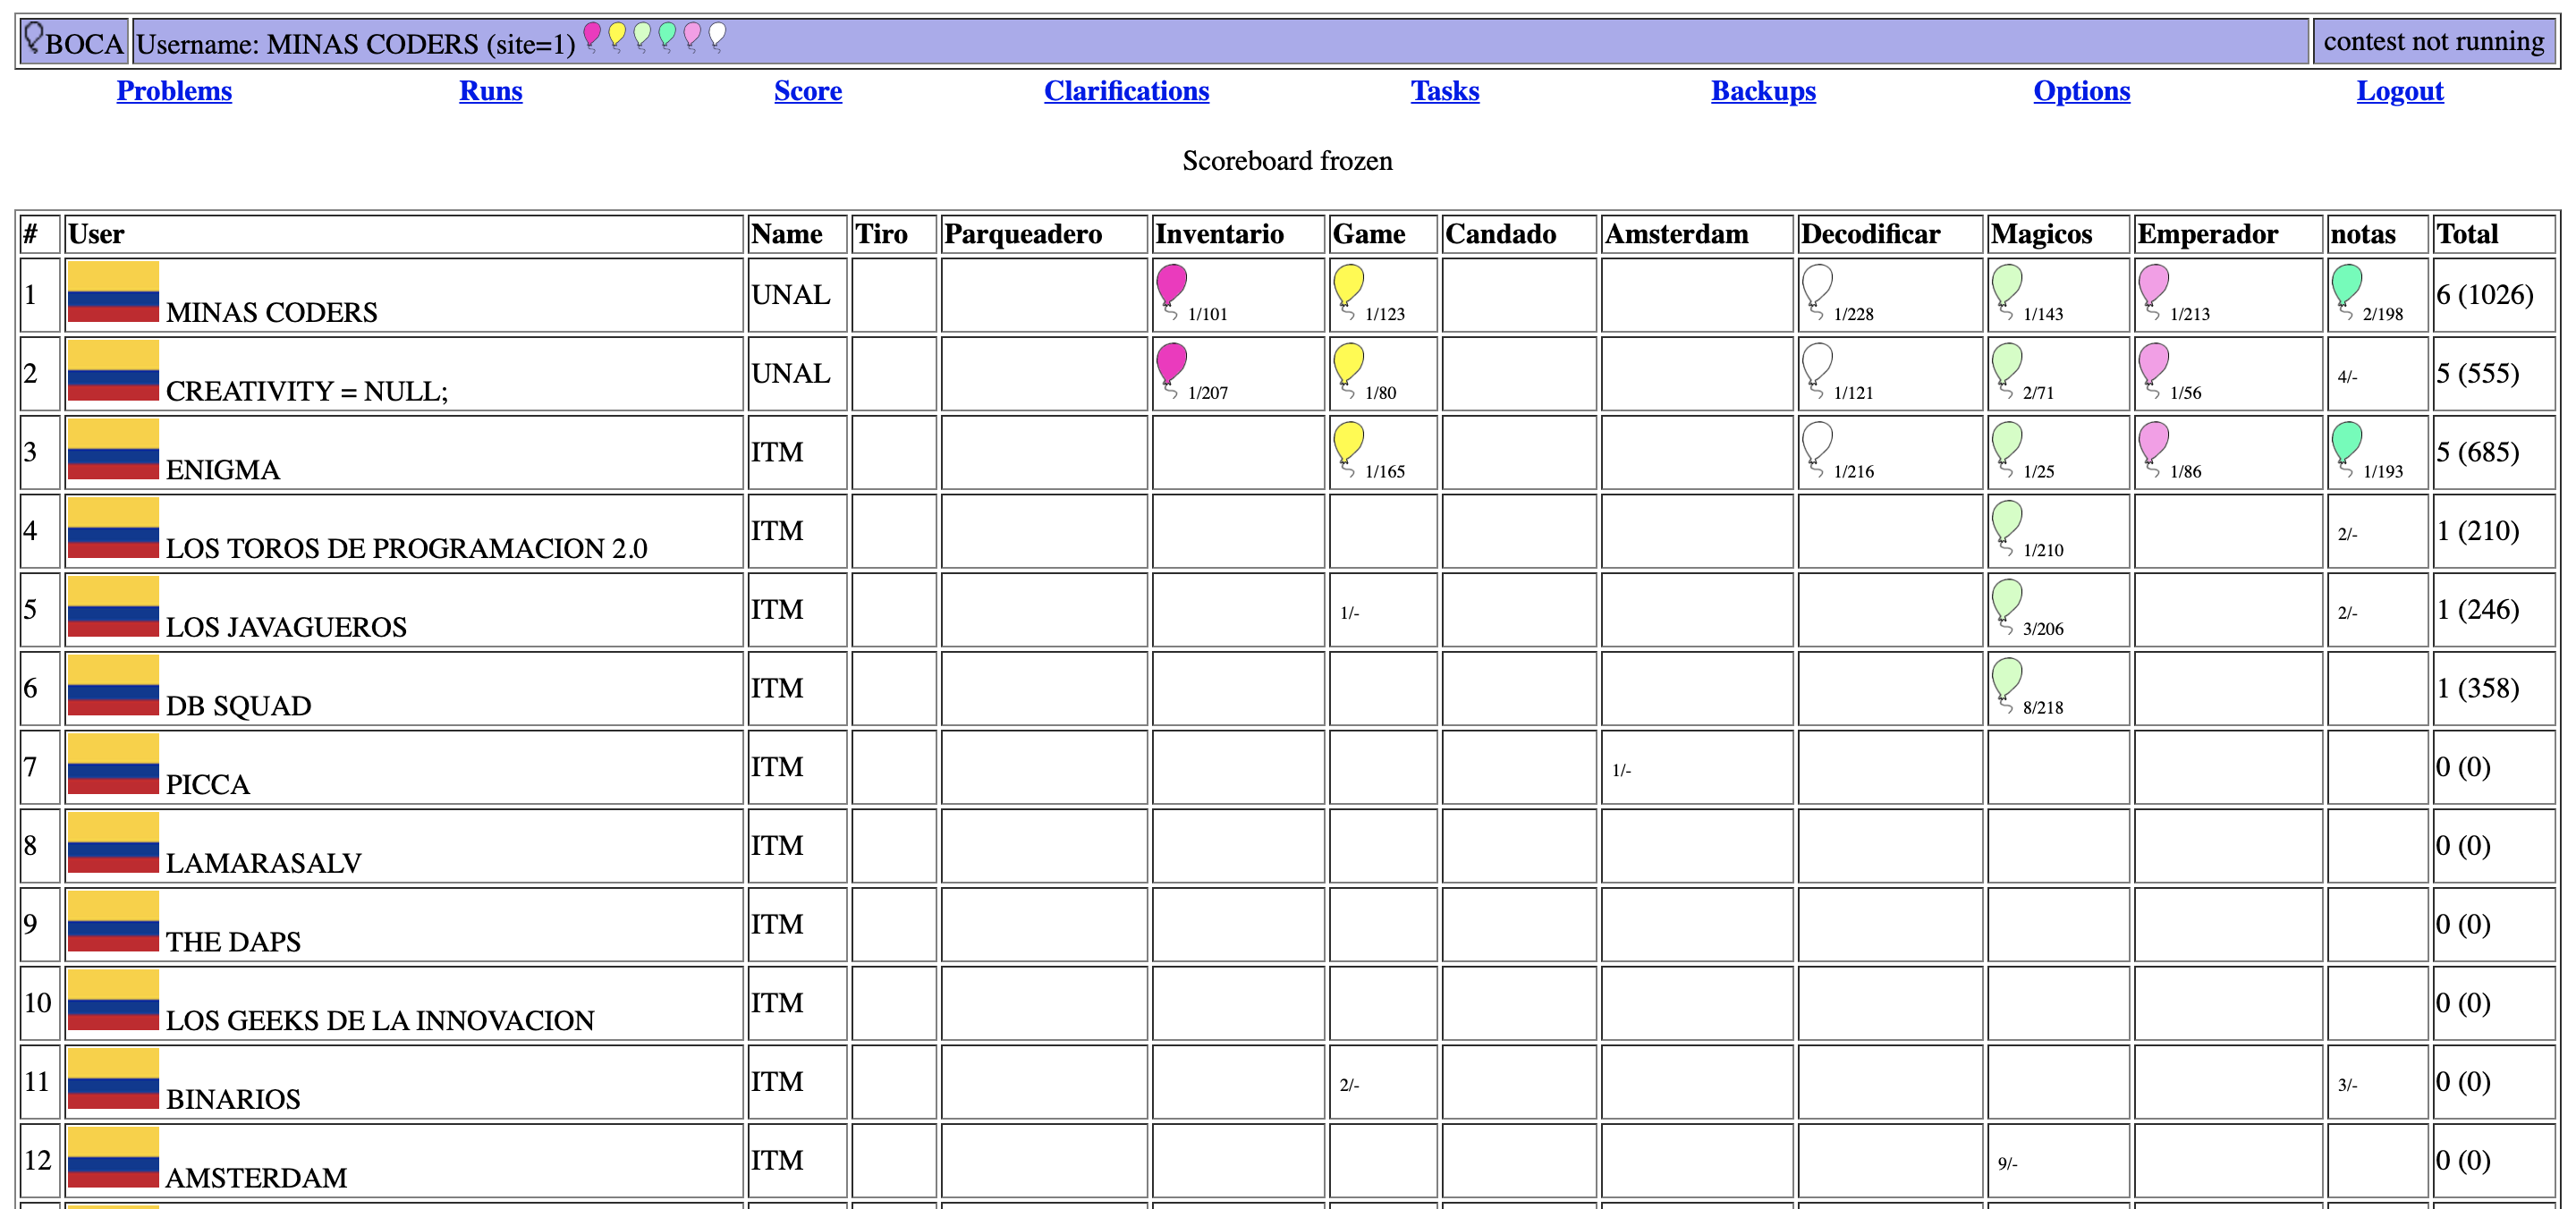 BOCA Username: MINAS CODERS (site=1) contest not running
Problems Runs Score Clarifications Tasks Backups Options Logout
Scoreboard frozen
# User Name Tiro Parqueadero Inventario Game Candado Amsterdam Decodificar Magicos Emperador notas Total
1 MINAS CODERS UNAL 1/101 1/123 1/228 1/143 1/213 2/198 6 (1026)
2 CREATIVITY = NULL; UNAL 1/207 1/80 1/121 2/71 1/56 4/- 5 (555)
3 ENIGMA ITM 1/165 1/216 1/25 1/86 1/193 5 (685)
4 LOS TOROS DE PROGRAMACION 2.0 ITM 1/210 2/- 1 (210)
5 LOS JAVAGUEROS ITM 1/- 3/206 2/- 1 (246)
6 DB SQUAD ITM 8/218 1 (358)
7 PICCA ITM 1/- 0 (0)
8 LAMARASALV ITM 0 (0)
9 THE DAPS ITM 0 (0)
10 LOS GEEKS DE LA INNOVACION ITM 0 (0)
11 BINARIOS ITM 2/- 3/- 0 (0)
12 AMSTERDAM ITM 9/- 0 (0)